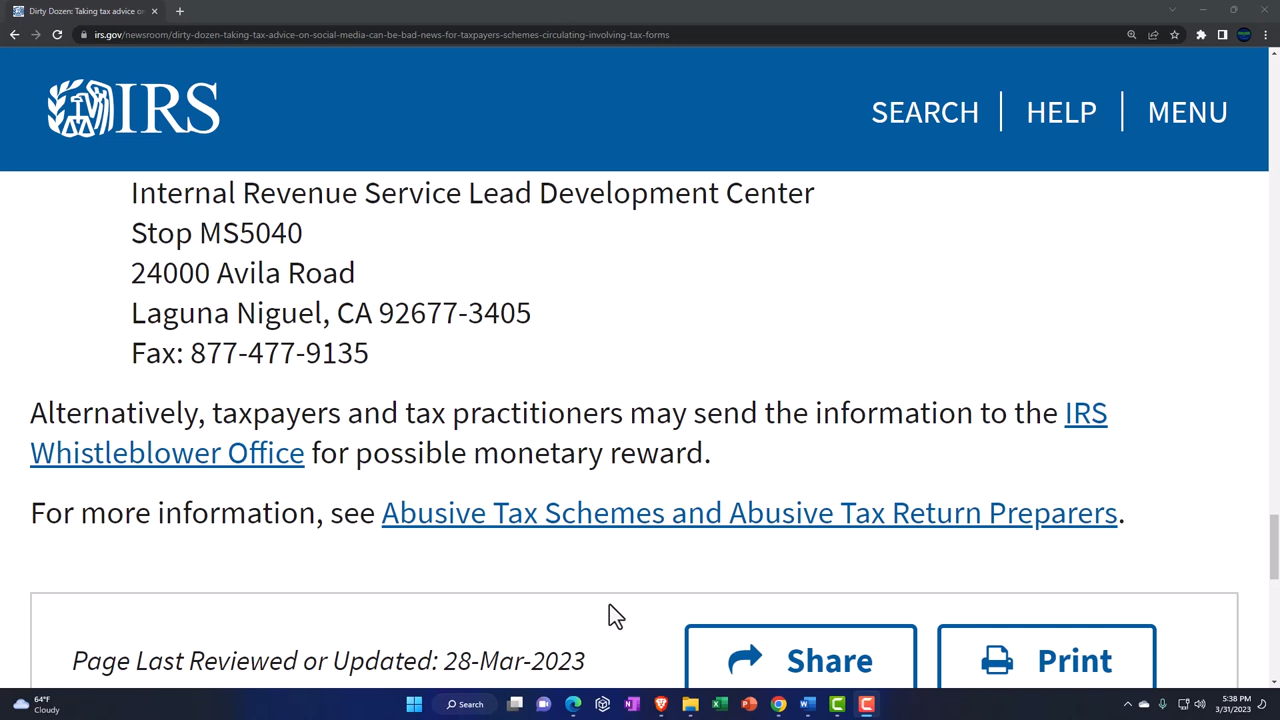 Dirty Dozen: Taking tax advice o
irs.gov/newsroom/dirty-dozen-taking-tax-advice-on-social-media-can-be-bad-news-for-taxpayers-schemes-circulating-involving-tax-forms
IRS
SEARCH | HELP | MENU
Internal Revenue Service Lead Development Center
Stop MS5040
24000 Avila Road
Laguna Niguel, CA 92677-3405
Fax: 877-477-9135
Alternatively, taxpayers and tax practitioners may send the information to the IRS
Whistleblower Office for possible monetary reward.
For more information, see Abusive Tax Schemes and Abusive Tax Return Preparers.
Page Last Reviewed or Updated: 28-Mar-2023
Share
Print
64°F
Cloudy
Search
5:38 PM
3/31/2023